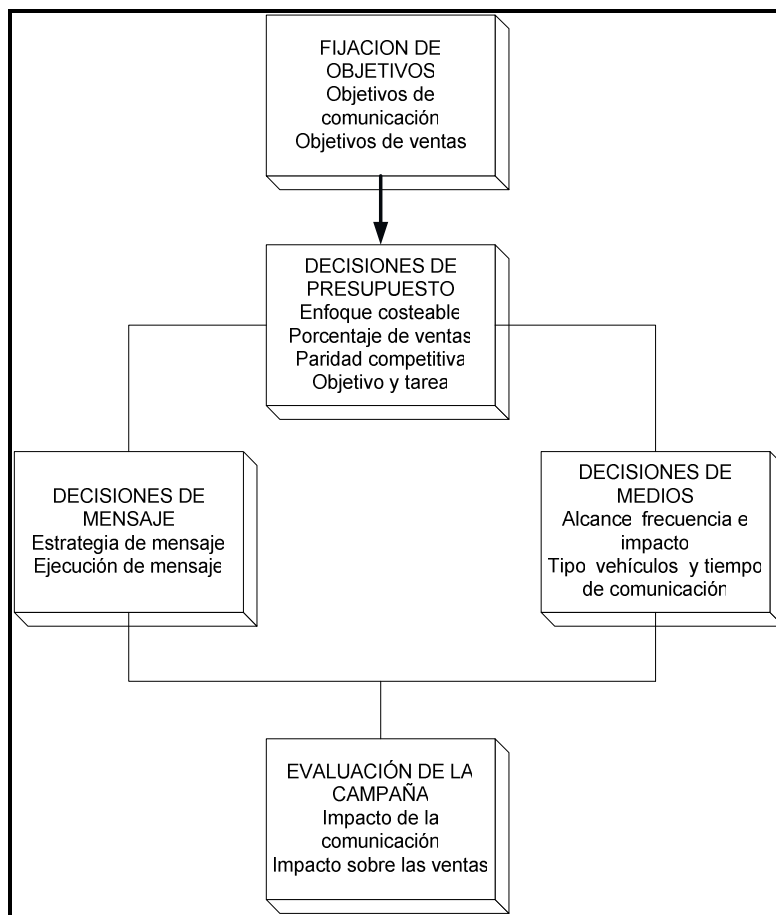 FIJACION DE
OBJETIVOS
Objetivos de
comunicación
Objetivos de ventas
DECISIONES DE
PRESUPUESTO
Enfoque costeable
Porcentaje de ventas
Paridad competitiva
Objetivo y tarea
DECISIONES DE
MENSAJE
Estrategia de mensaje
Ejecución de mensaje
DECISIONES DE
MEDIOS
Alcance frecuencia e
impacto
Tipo vehículos y tiempo
de comunicación
EVALUACIÓN DE LA
CAMPAÑA
Impacto de la
comunicación
Impacto sobre las ventas